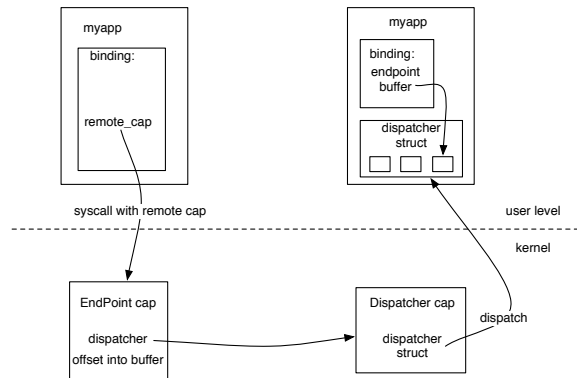 myapp
binding:
remote_cap
myapp
binding:
endpoint
buffer
dispatcher
struct
syscall with remote cap
user level
kernel
EndPoint cap
dispatcher
offset into buffer
Dispatcher cap
dispatcher
struct
dispatch